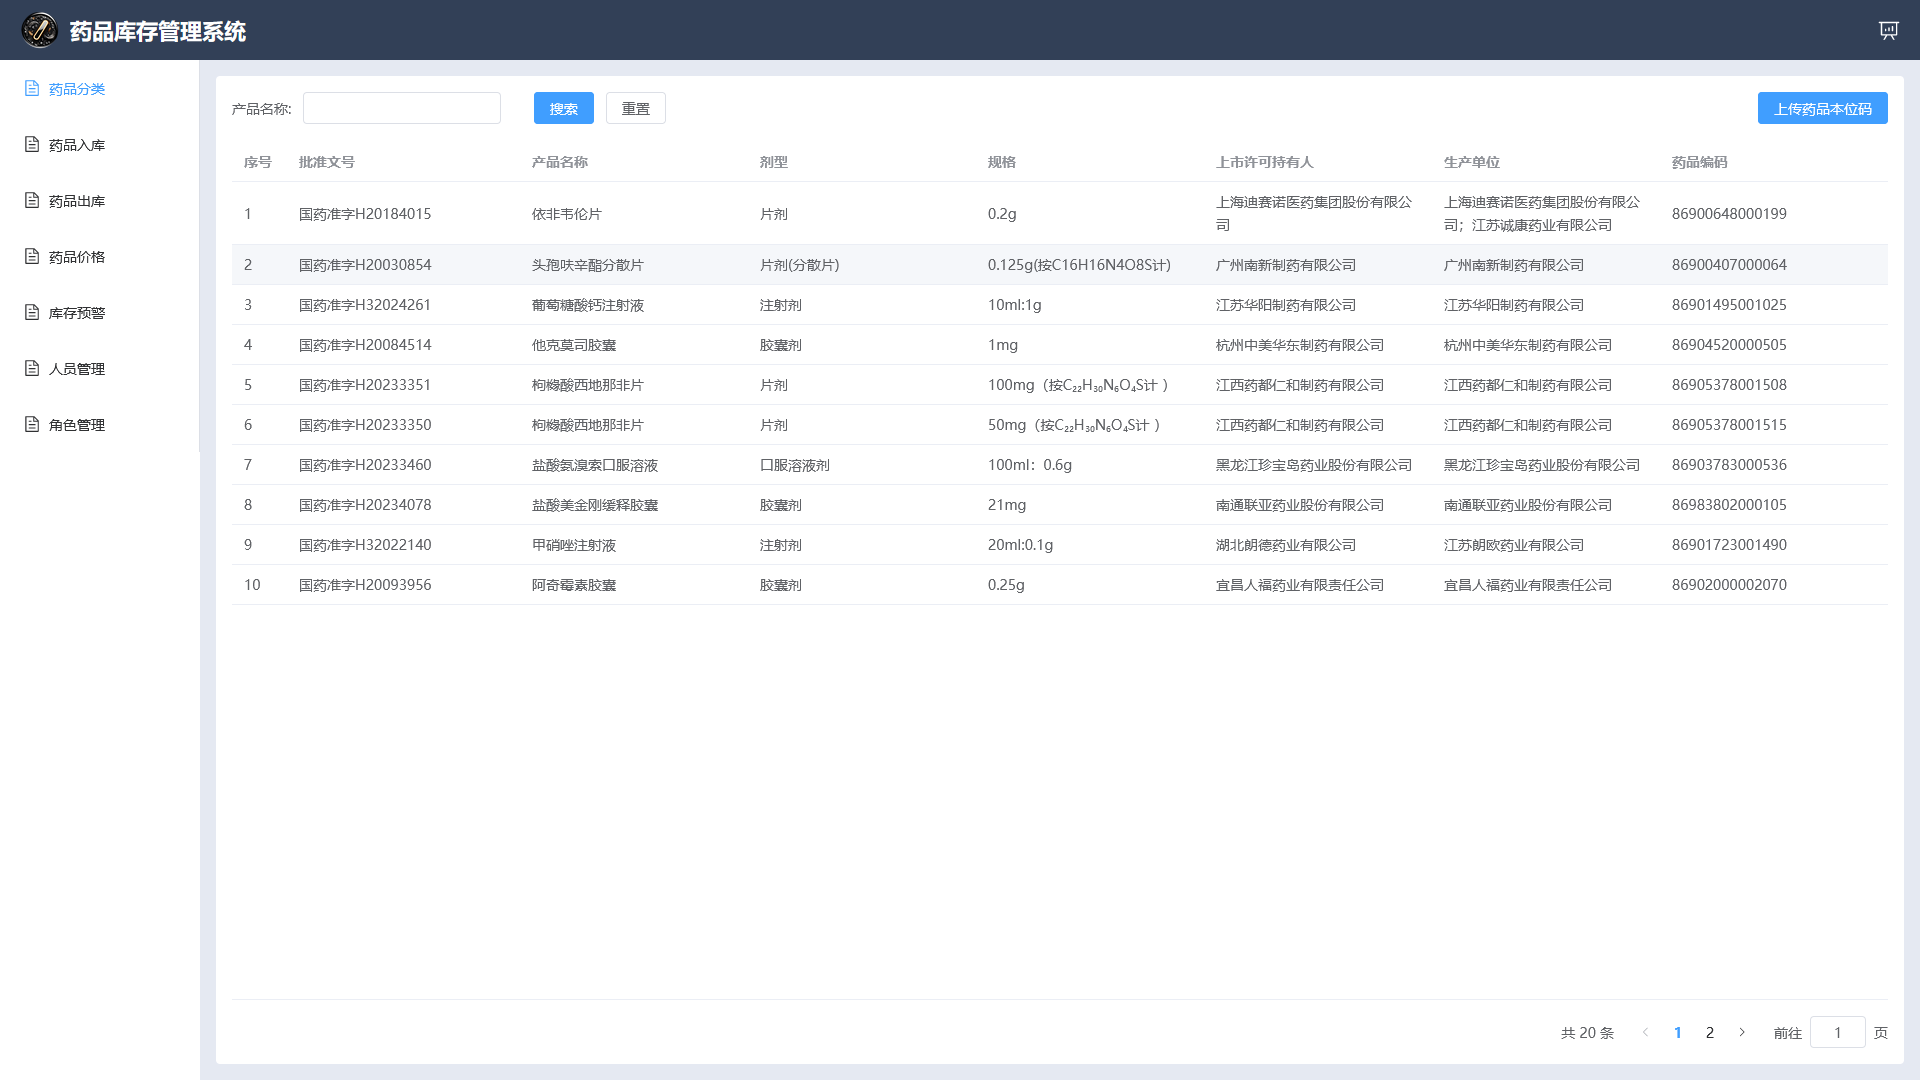 药品库存管理系统
药品分类
药品入库
药品出库
药品价格
库存预警
人员管理
角色管理
产品名称: 搜索 重置 上传药品本位码
序号 批准文号 产品名称 剂型 规格 上市许可持有人 生产单位 药品编码
1 国药准字H20184015 依非韦伦片 片剂 0.2g 上海迪赛诺医药集团股份有限公司 上海迪赛诺医药集团股份有限公司；江苏诚康药业有限公司 86900648000199
2 国药准字H20030854 头孢呋辛酯分散片 片剂(分散片) 0.125g(按C16H16N4O8S计) 广州南新制药有限公司 广州南新制药有限公司 86900407000064
3 国药准字H32024261 葡萄糖酸钙注射液 注射剂 10ml:1g 江苏华阳制药有限公司 江苏华阳制药有限公司 86901495001025
4 国药准字H20084514 他克莫司胶囊 胶囊剂 1mg 杭州中美华东制药有限公司 杭州中美华东制药有限公司 86904520000505
5 国药准字H20233351 枸橼酸西地那非片 片剂 100mg（按C₂₂H₃₀N₆O₄S计 ） 江西药都仁和制药有限公司 江西药都仁和制药有限公司 86905378001508
6 国药准字H20233350 枸橼酸西地那非片 片剂 50mg（按C₂₂H₃₀N₆O₄S计 ） 江西药都仁和制药有限公司 江西药都仁和制药有限公司 86905378001515
7 国药准字H20233460 盐酸氨溴索口服溶液 口服溶液剂 100ml：0.6g 黑龙江珍宝岛药业股份有限公司 黑龙江珍宝岛药业股份有限公司 86903783000536
8 国药准字H20234078 盐酸美金刚缓释胶囊 胶囊剂 21mg 南通联亚药业股份有限公司 南通联亚药业股份有限公司 86983802000105
9 国药准字H32022140 甲硝唑注射液 注射剂 20ml:0.1g 湖北朗德药业有限公司 江苏朗欧药业有限公司 86901723001490
10 国药准字H20093956 阿奇霉素胶囊 胶囊剂 0.25g 宜昌人福药业有限责任公司 宜昌人福药业有限责任公司 86902000002070
共 20 条 1 2 前往 1 页